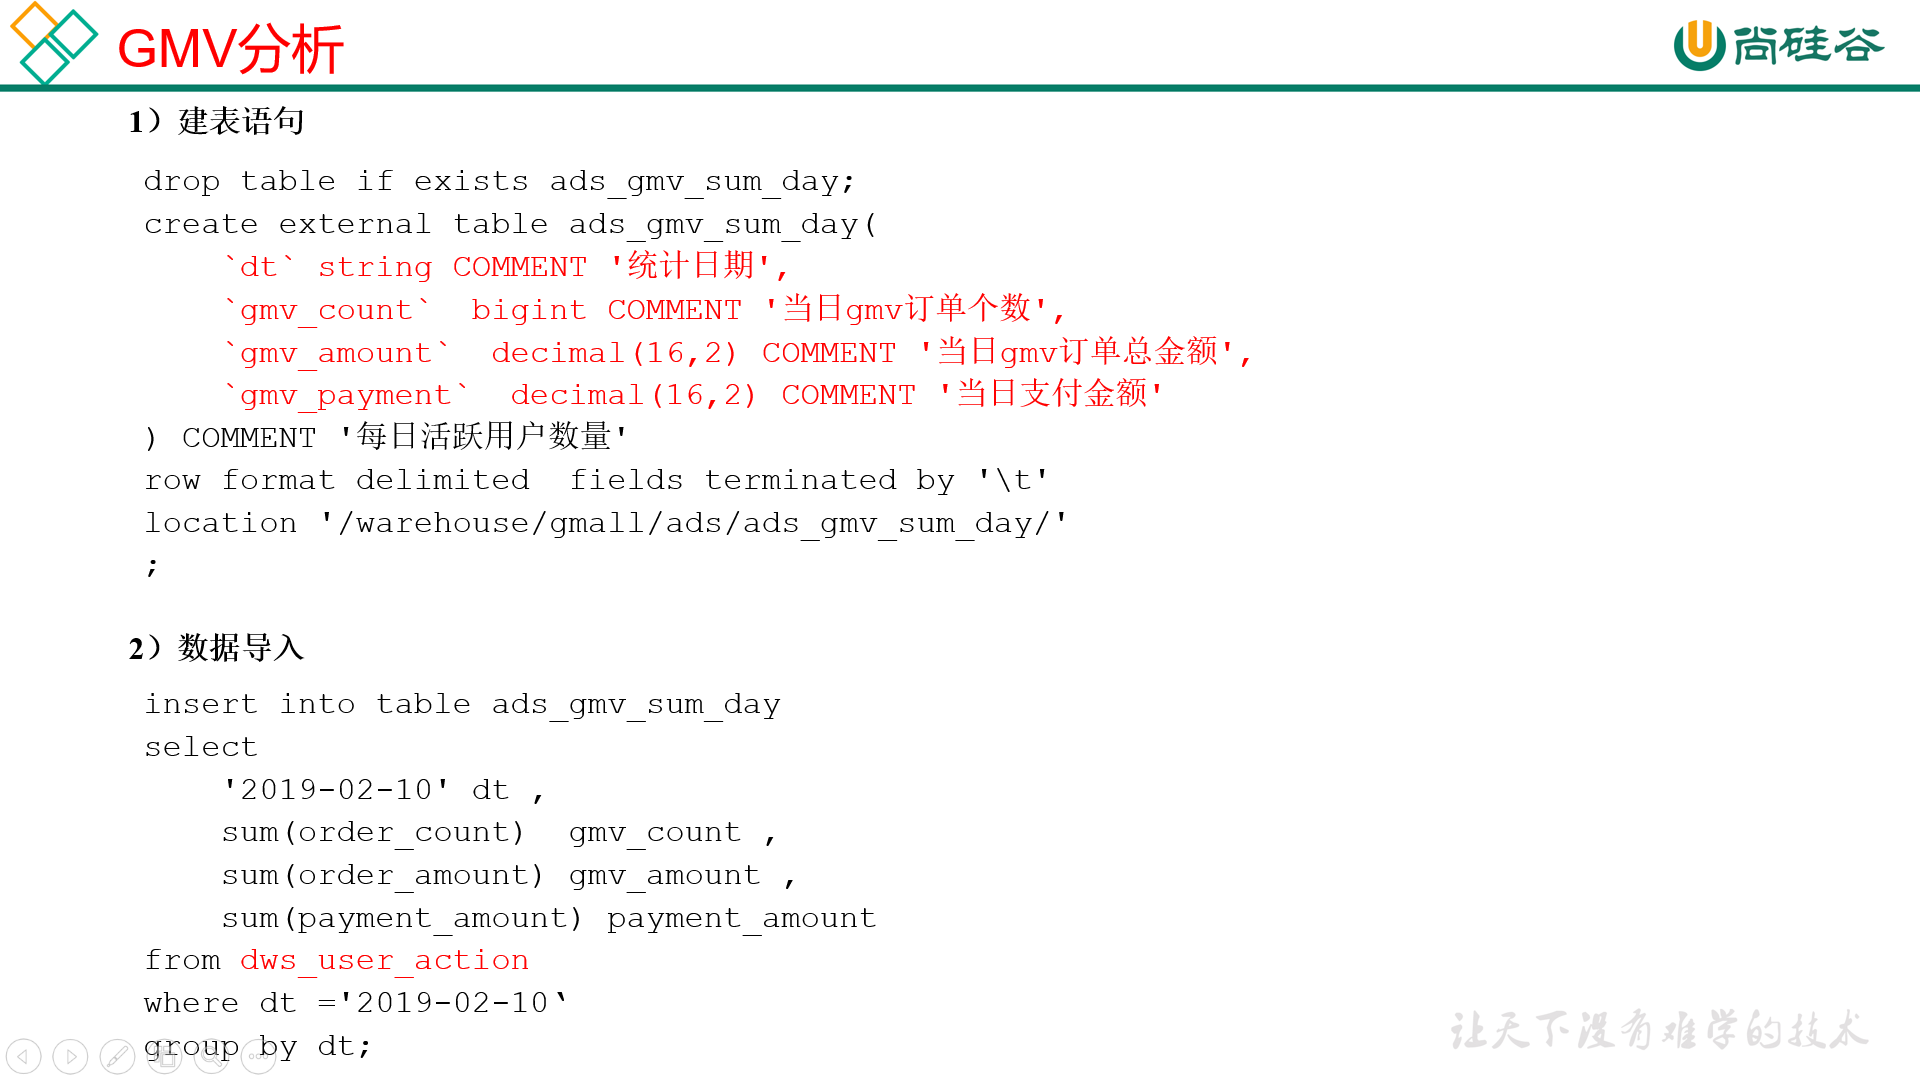 GMV分析
尚硅谷
1）建表语句
drop table if exists ads_gmv_sum_day;
create external table ads_gmv_sum_day(
    `dt` string COMMENT '统计日期',
    `gmv_count`  bigint COMMENT '当日gmv订单个数',
    `gmv_amount`  decimal(16,2) COMMENT '当日gmv订单总金额',
    `gmv_payment`  decimal(16,2) COMMENT '当日支付金额'
) COMMENT '每日活跃用户数量'
row format delimited  fields terminated by '\t'
location '/warehouse/gmall/ads/ads_gmv_sum_day/'
;
2）数据导入
insert into table ads_gmv_sum_day
select
    '2019-02-10' dt ,
    sum(order_count)  gmv_count ,
    sum(order_amount) gmv_amount ,
    sum(payment_amount) payment_amount
from dws_user_action
where dt ='2019-02-10‘
group by dt;
让天下没有难学的技术